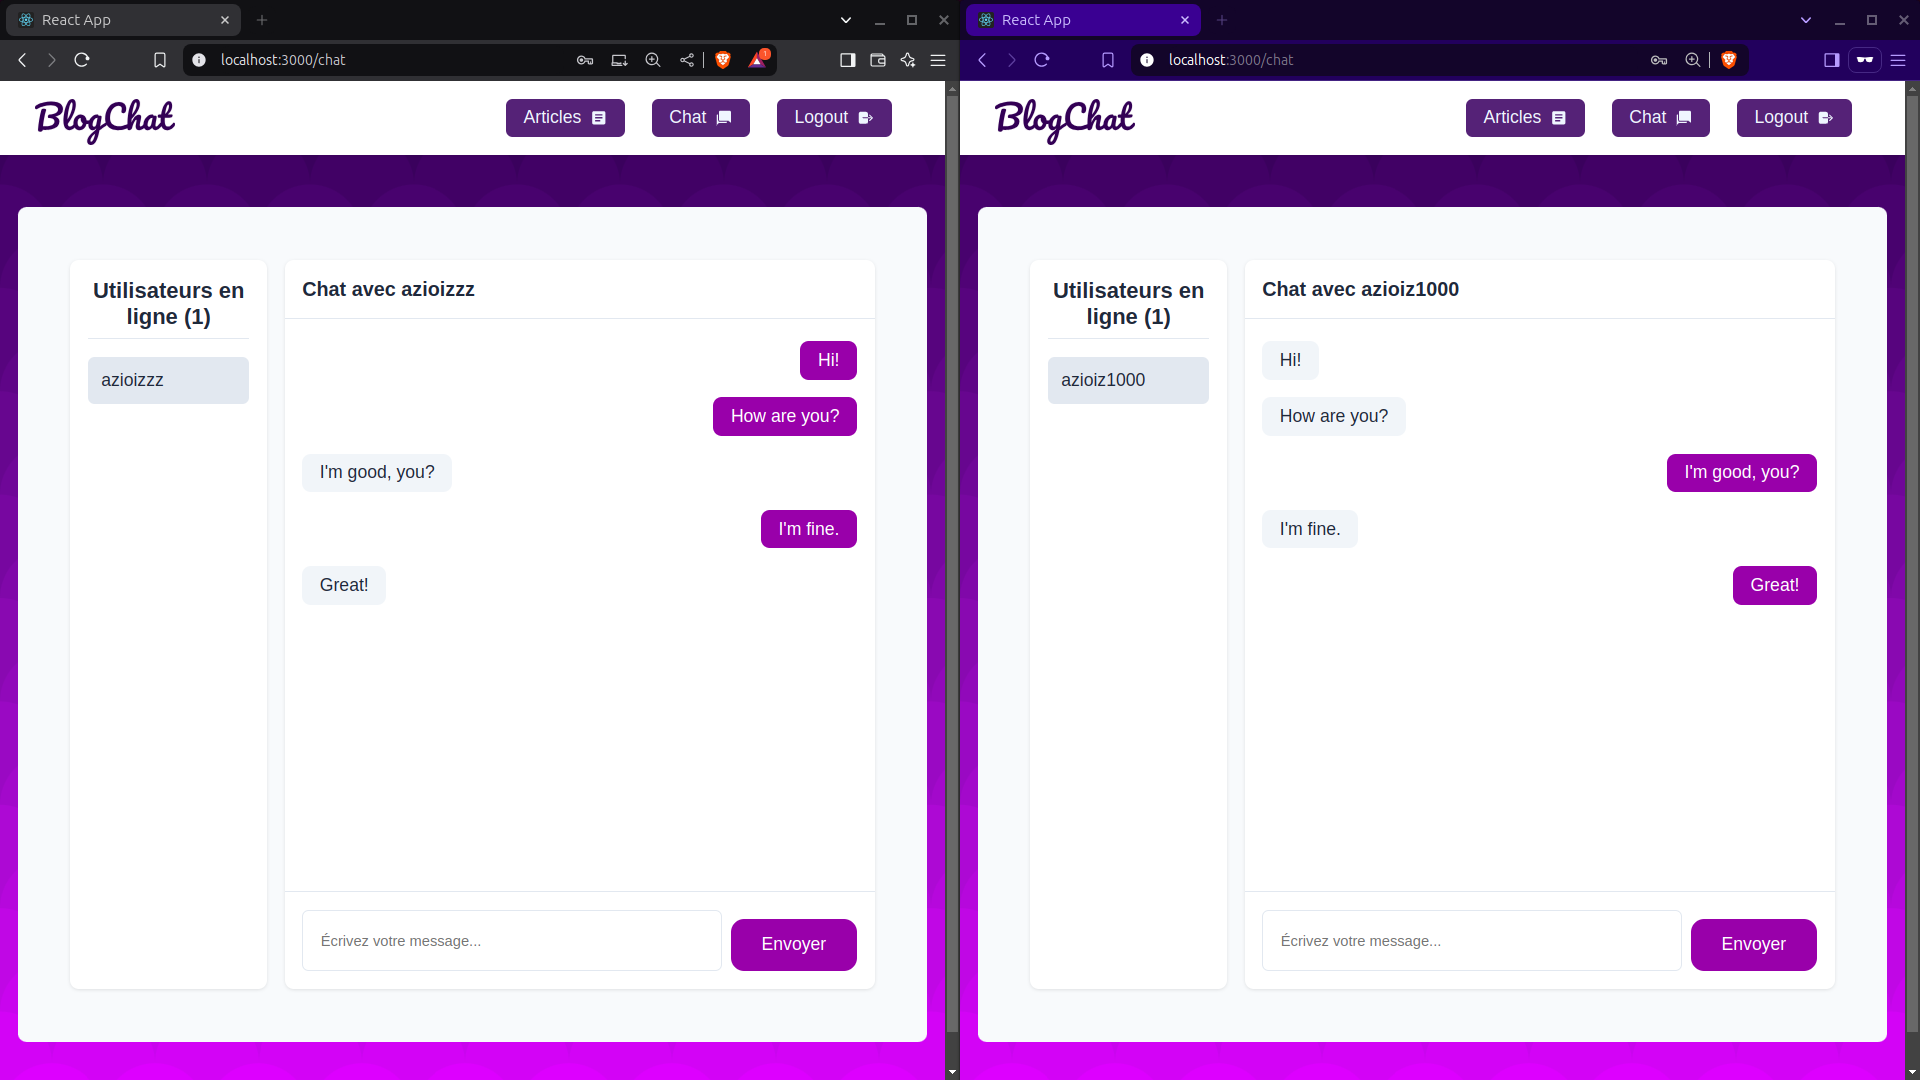 React App
localhost:3000/chat
1
BlogChat
Articles
Chat
Logout
Utilisateurs en
ligne (1)
azioizzz
Chat avec azioizzz
Hi!
How are you?
I'm good, you?
I'm fine.
Great!
Écrivez votre message...
Envoyer
React App
localhost:3000/chat
BlogChat
Articles
Chat
Logout
Utilisateurs en
ligne (1)
azioiz1000
Chat avec azioiz1000
Hi!
How are you?
I'm good, you?
I'm fine.
Great!
Écrivez votre message...
Envoyer